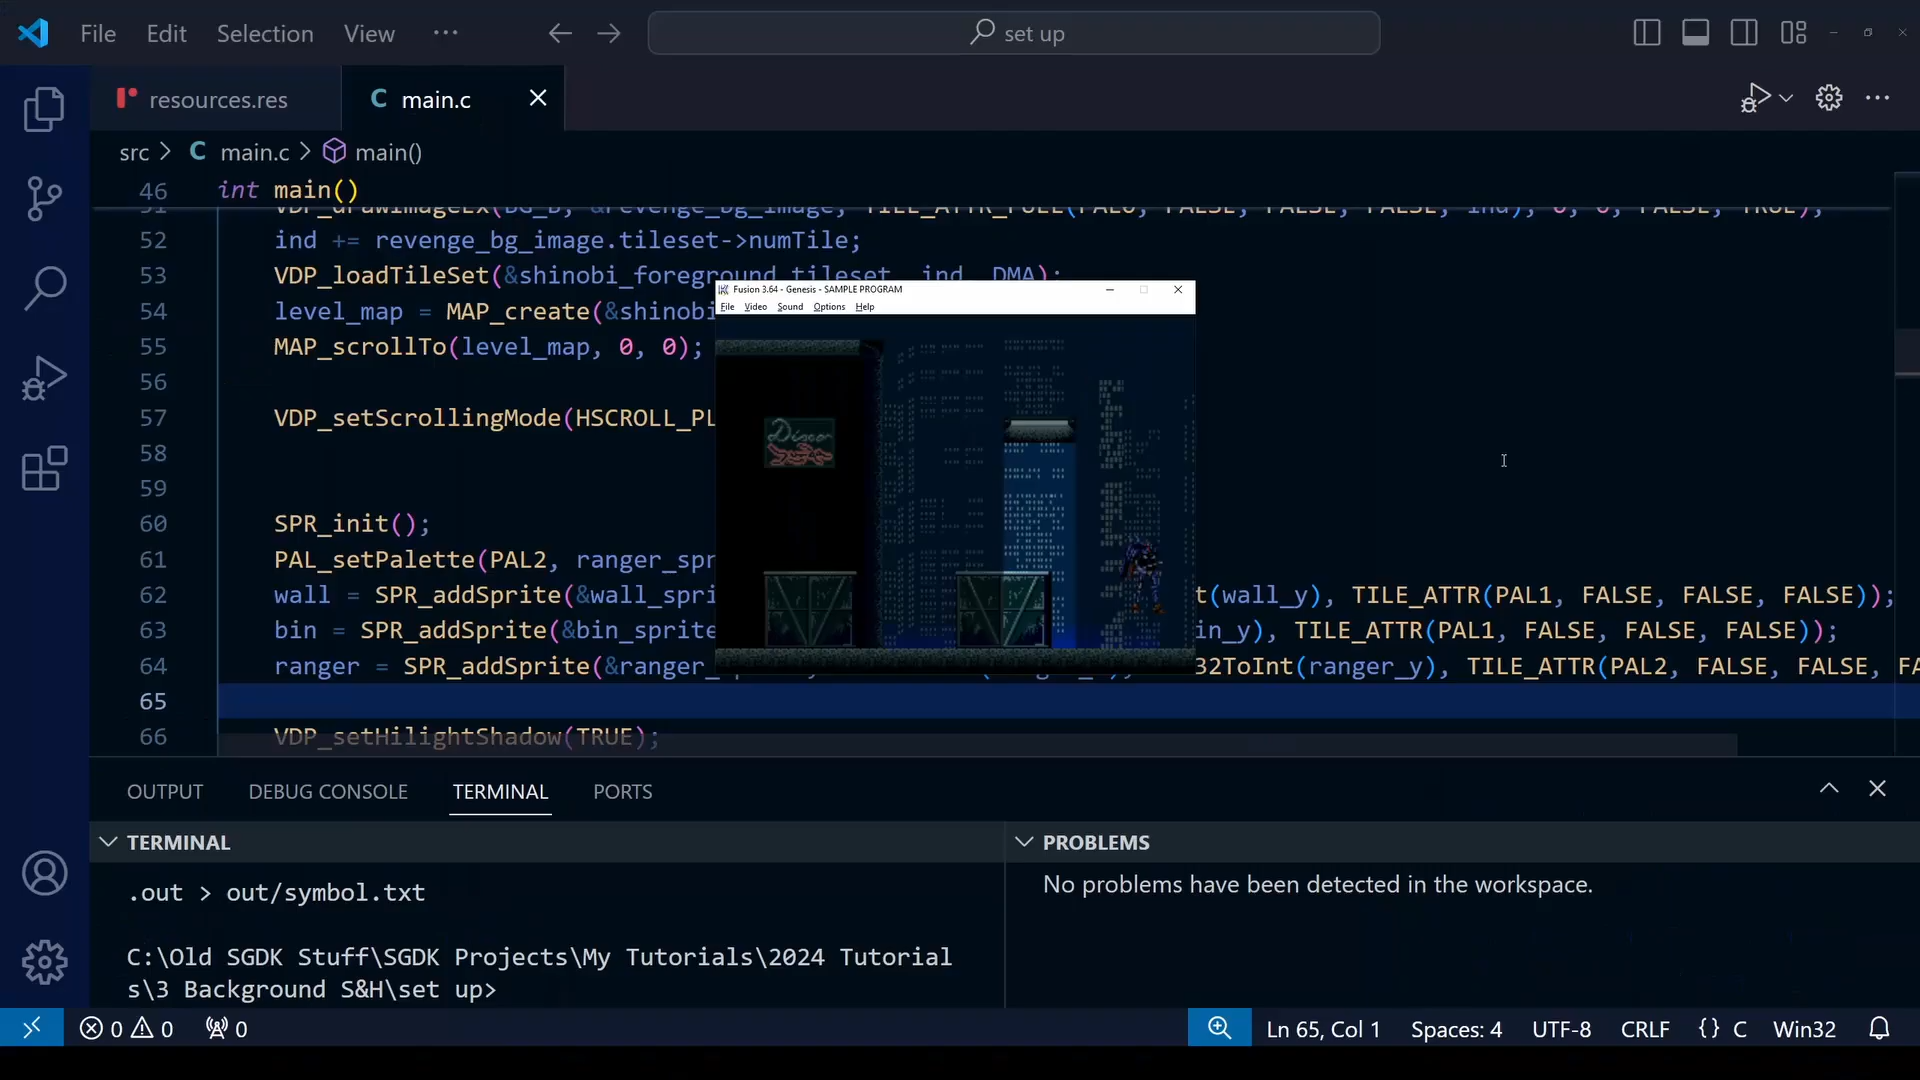 File Edit Selection View ··· set up
resources.res
C main.c
src > C main.c > main()
46 int main()
52 ind += revenge_bg_image.tileset->numTile;
53 VDP_loadTileSet(&shinobi_foreground_tileset, ind, DMA);
54 level_map = MAP_create(&shinobi
55 MAP_scrollTo(level_map, 0, 0);
56
57 VDP_setScrollingMode(HSCROLL_PL
58
59
60 SPR_init();
61 PAL_setPalette(PAL2, ranger_spr
62 wall = SPR_addSprite(&wall_spri t(wall_y), TILE_ATTR(PAL1, FALSE, FALSE, FALSE));
63 bin = SPR_addSprite(&bin_sprite in_y), TILE_ATTR(PAL1, FALSE, FALSE, FALSE));
64 ranger = SPR_addSprite(&ranger_ 32ToInt(ranger_y), TILE_ATTR(PAL2, FALSE, FALSE, FA
65
66 VDP_setHilightShadow(TRUE);
Fusion 3.64 - Genesis - SAMPLE PROGRAM
File Video Sound Options Help
Disco
OUTPUT DEBUG CONSOLE TERMINAL PORTS
TERMINAL
.out > out/symbol.txt
C:\Old SGDK Stuff\SGDK Projects\My Tutorials\2024 Tutorial
s\3 Background S&H\set up>
PROBLEMS
No problems have been detected in the workspace.
0 0 0 Ln 65, Col 1 Spaces: 4 UTF-8 CRLF {} C Win32